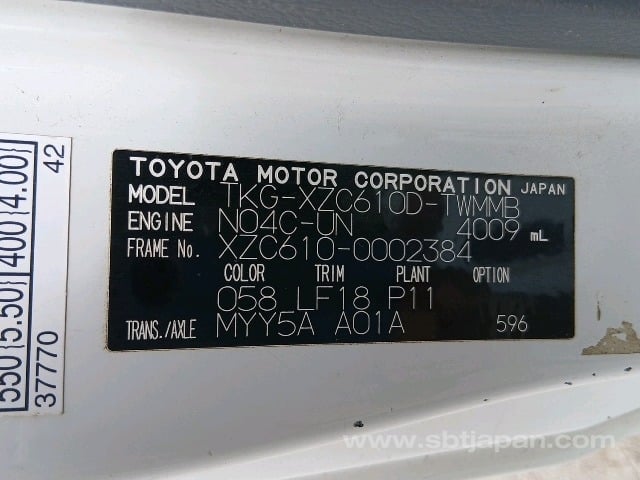 TOYOTA MOTOR CORPORATION JAPAN
MODEL TKG-XZC610D-TWMMB
ENGINE N04C-UN 4009 mL
FRAME No. XZC610-0002384
COLOR TRIM PLANT OPTION
058 LF18 P11
TRANS./AXLE MYY5A A01A 596
550{5.50} 400{4.00}
37770 42
www.sbtjapan.com